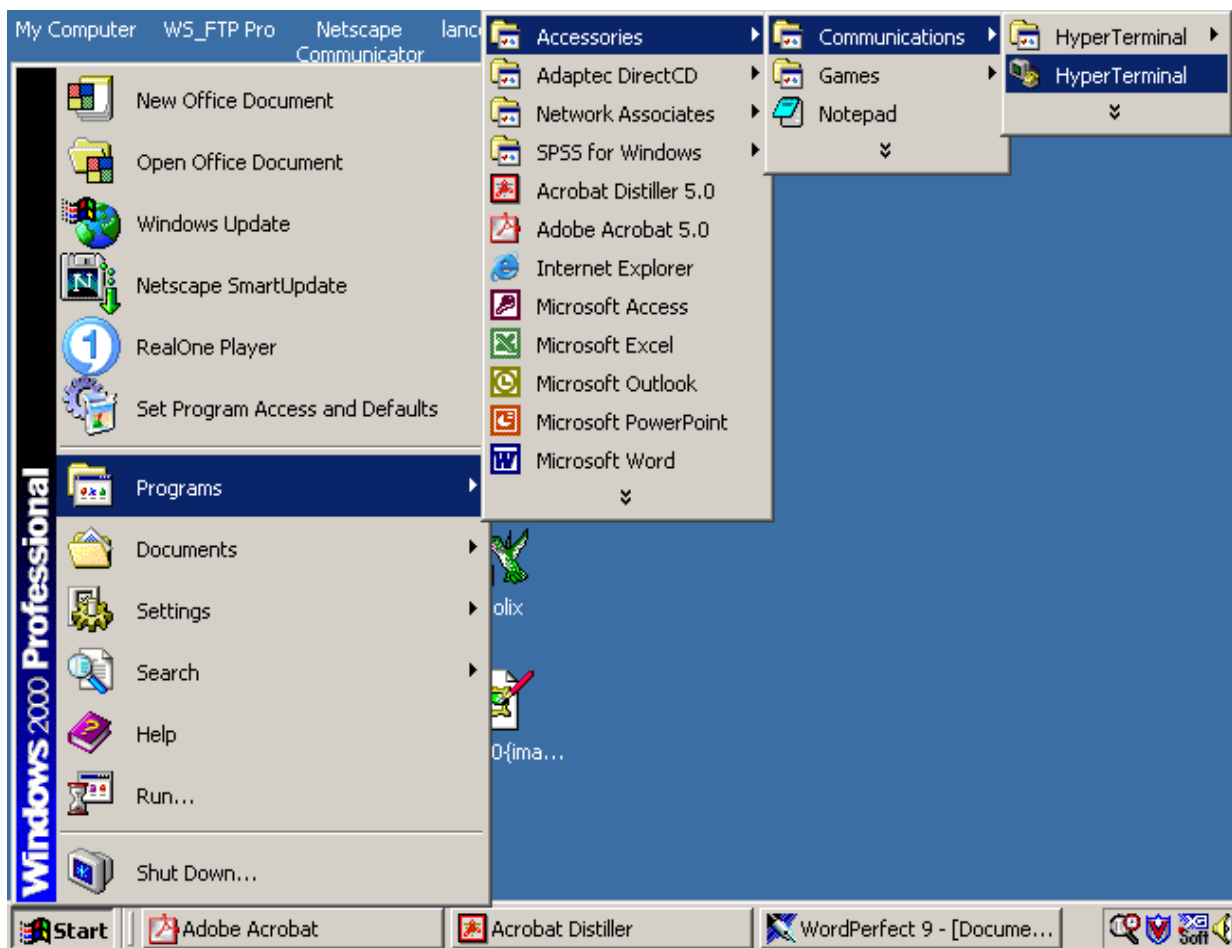 My Computer
WS_FTP Pro
Netscape
Communicator
lanc
New Office Document
Open Office Document
Windows Update
Netscape SmartUpdate
RealOne Player
Set Program Access and Defaults
Programs
Documents
Settings
Search
Help
Run...
Shut Down...
Windows 2000 Professional
Accessories
Adaptec DirectCD
Network Associates
SPSS for Windows
Acrobat Distiller 5.0
Adobe Acrobat 5.0
Internet Explorer
Microsoft Access
Microsoft Excel
Microsoft Outlook
Microsoft PowerPoint
Microsoft Word
Communications
Games
Notepad
HyperTerminal
HyperTerminal
olix
0{ima...
Start
Adobe Acrobat
Acrobat Distiller
WordPerfect 9 - [Docume...
Soft